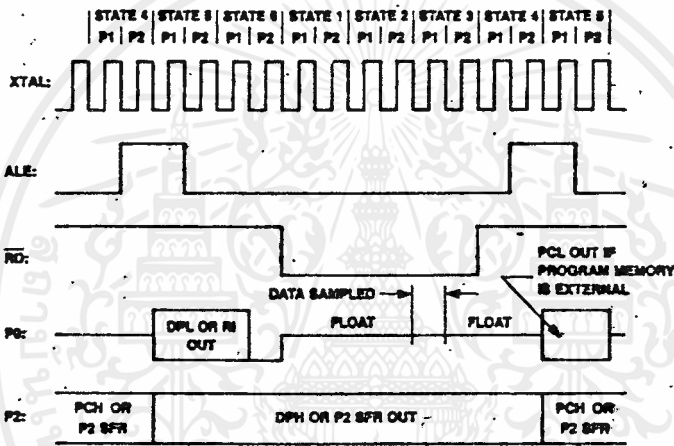 STATE 4 STATE 5 STATE 6 STATE 1 STATE 2 STATE 3 STATE 4 STATE 5
P1 P2 P1 P2 P1 P2 P1 P2 P1 P2 P1 P2 P1 P2 P1 P2
XTAL:
ALE:
RD:
PCL OUT IF
PROGRAM MEMORY
IS EXTERNAL
DATA SAMPLED
P0:
DPL OR RI
OUT
FLOAT
FLOAT
P2:
PCH OR
P2 SFR
DPH OR P2 SFR OUT
PCH OR
P2 SFR